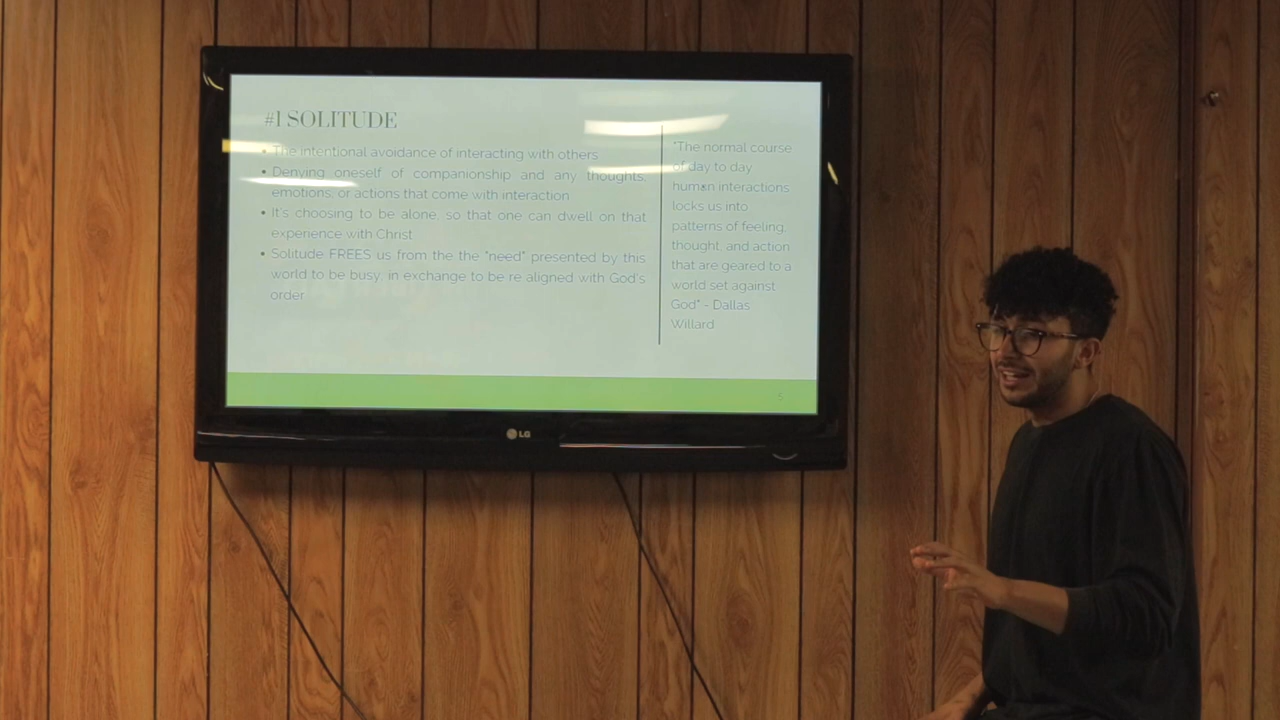 #1 SOLITUDE
• The intentional avoidance of interacting with others
• Denying oneself of companionship and any thoughts,
emotions, or actions that come with interaction
• It's choosing to be alone, so that one can dwell on that
experience with Christ
• Solitude FREES us from the the "need" presented by this
world to be busy, in exchange to be re aligned with God's
order
"The normal course
of day to day
human interactions
locks us into
patterns of feeling,
thought, and action
that are geared to a
world set against
God" - Dallas
Willard
5
LG